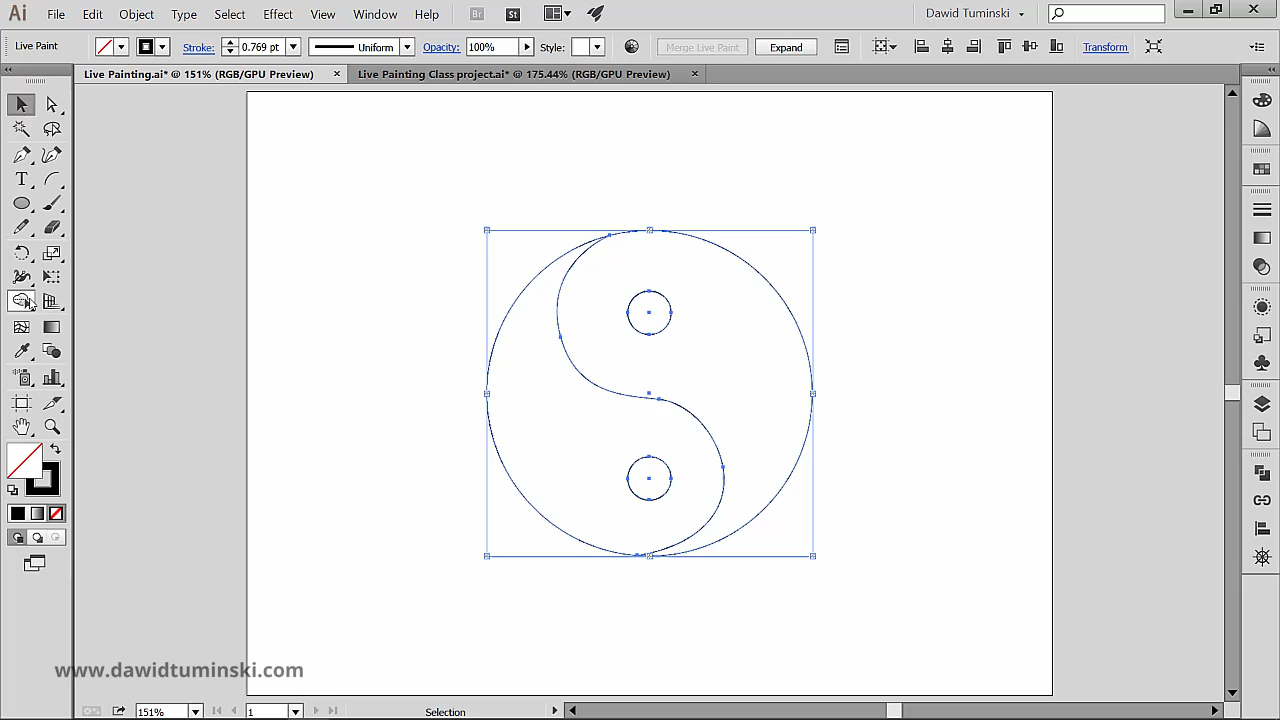 Ai File Edit Object Type Select Effect View Window Help Br St Dawid Tuminski
Live Paint Stroke: 0.769 pt Uniform Opacity: 100% Style: Merge Live Paint Expand Transform
Live Painting.ai* @ 151% (RGB/GPU Preview) × Live Painting Class project.ai* @ 175.44% (RGB/GPU Preview) ×
T
www.dawidtuminski.com
151% 1 Selection